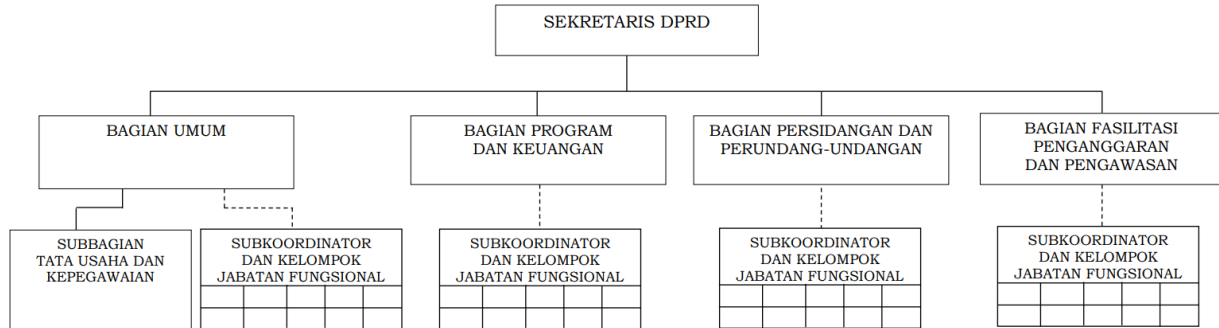 SEKRETARIS DPRD
BAGIAN UMUM
BAGIAN PROGRAM
DAN KEUANGAN
BAGIAN PERSIDANGAN DAN
PERUNDANG-UNDANGAN
BAGIAN FASILITASI
PENGANGGARAN
DAN PENGAWASAN
SUBBAGIAN
TATA USAHA DAN
KEPEGAWAIAN
SUBKOORDINATOR
DAN KELOMPOK
JABATAN FUNGSIONAL
SUBKOORDINATOR
DAN KELOMPOK
JABATAN FUNGSIONAL
SUBKOORDINATOR
DAN KELOMPOK
JABATAN FUNGSIONAL
SUBKOORDINATOR
DAN KELOMPOK
JABATAN FUNGSIONAL